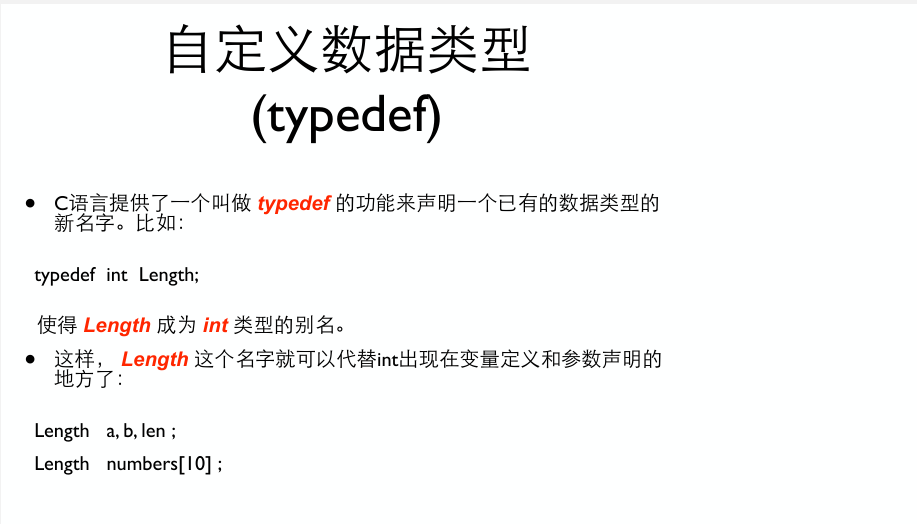 自定义数据类型
(typedef)
• C语言提供了一个叫做 typedef 的功能来声明一个已有的数据类型的
新名字。比如：
typedef int Length;
使得 Length 成为 int 类型的别名。
• 这样， Length 这个名字就可以代替int出现在变量定义和参数声明的
地方了：
Length a, b, len ;
Length numbers[10] ;